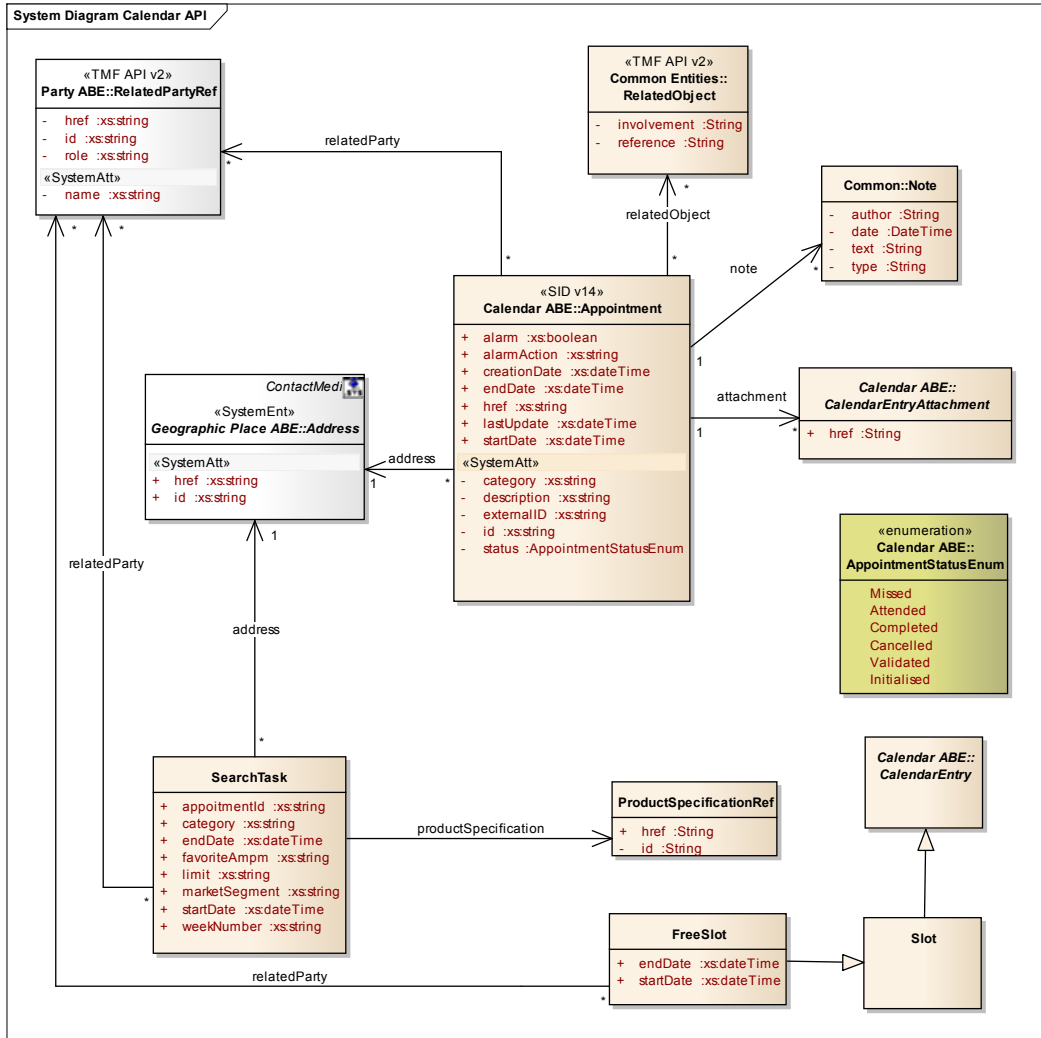 System Diagram Calendar API
«TMF API v2»
Party ABE::RelatedPartyRef
- href :xs:string
- id :xs:string
- role :xs:string
«SystemAtt»
- name :xs:string
«TMF API v2»
Common Entities::
RelatedObject
- involvement :String
- reference :String
relatedParty
*
*
*
*
relatedObject
*
*
Common::Note
- author :String
- date :DateTime
- text :String
- type :String
note
*
1
«SID v14»
Calendar ABE::Appointment
+ alarm :xs:boolean
+ alarmAction :xs:string
+ creationDate :xs:dateTime
+ endDate :xs:dateTime
+ href :xs:string
+ lastUpdate :xs:dateTime
+ startDate :xs:dateTime
«SystemAtt»
- category :xs:string
- description :xs:string
- externalID :xs:string
- id :xs:string
- status :AppointmentStatusEnum
attachment
1
*
Calendar ABE::
CalendarEntryAttachment
+ href :String
ContactMedi
«SystemEnt»
Geographic Place ABE::Address
«SystemAtt»
+ href :xs:string
+ id :xs:string
address
1
*
«enumeration»
Calendar ABE::
AppointmentStatusEnum
Missed
Attended
Completed
Cancelled
Validated
Initialised
relatedParty
1
address
*
SearchTask
+ appoitmentId :xs:string
+ category :xs:string
+ endDate :xs:dateTime
+ favoriteAmpm :xs:string
+ limit :xs:string
+ marketSegment :xs:string
+ startDate :xs:dateTime
+ weekNumber :xs:string
*
productSpecification
ProductSpecificationRef
+ href :String
- id :String
Calendar ABE::
CalendarEntry
FreeSlot
+ endDate :xs:dateTime
+ startDate :xs:dateTime
Slot
relatedParty
*